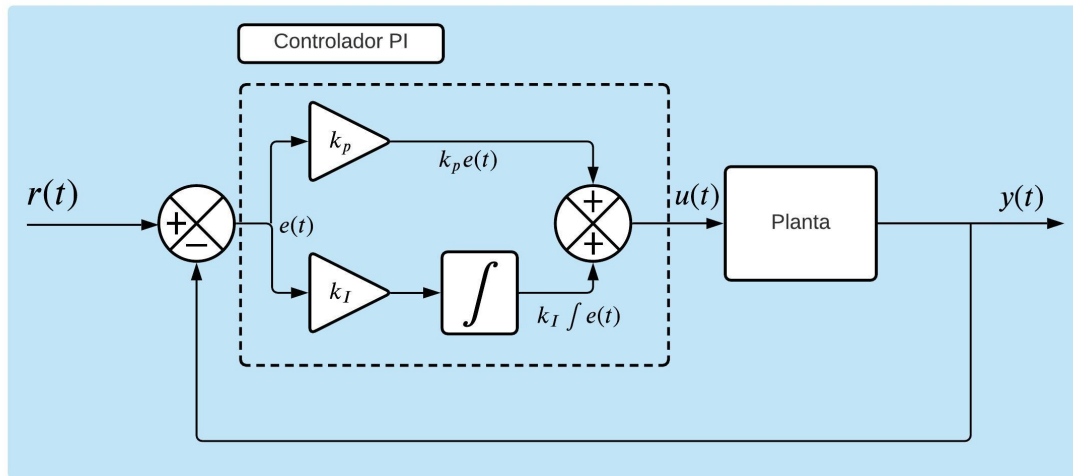 Controlador PI
k_p
k_p e(t)
r(t)
+
−
e(t)
+
+
u(t)
Planta
y(t)
k_I
∫
k_I ∫ e(t)